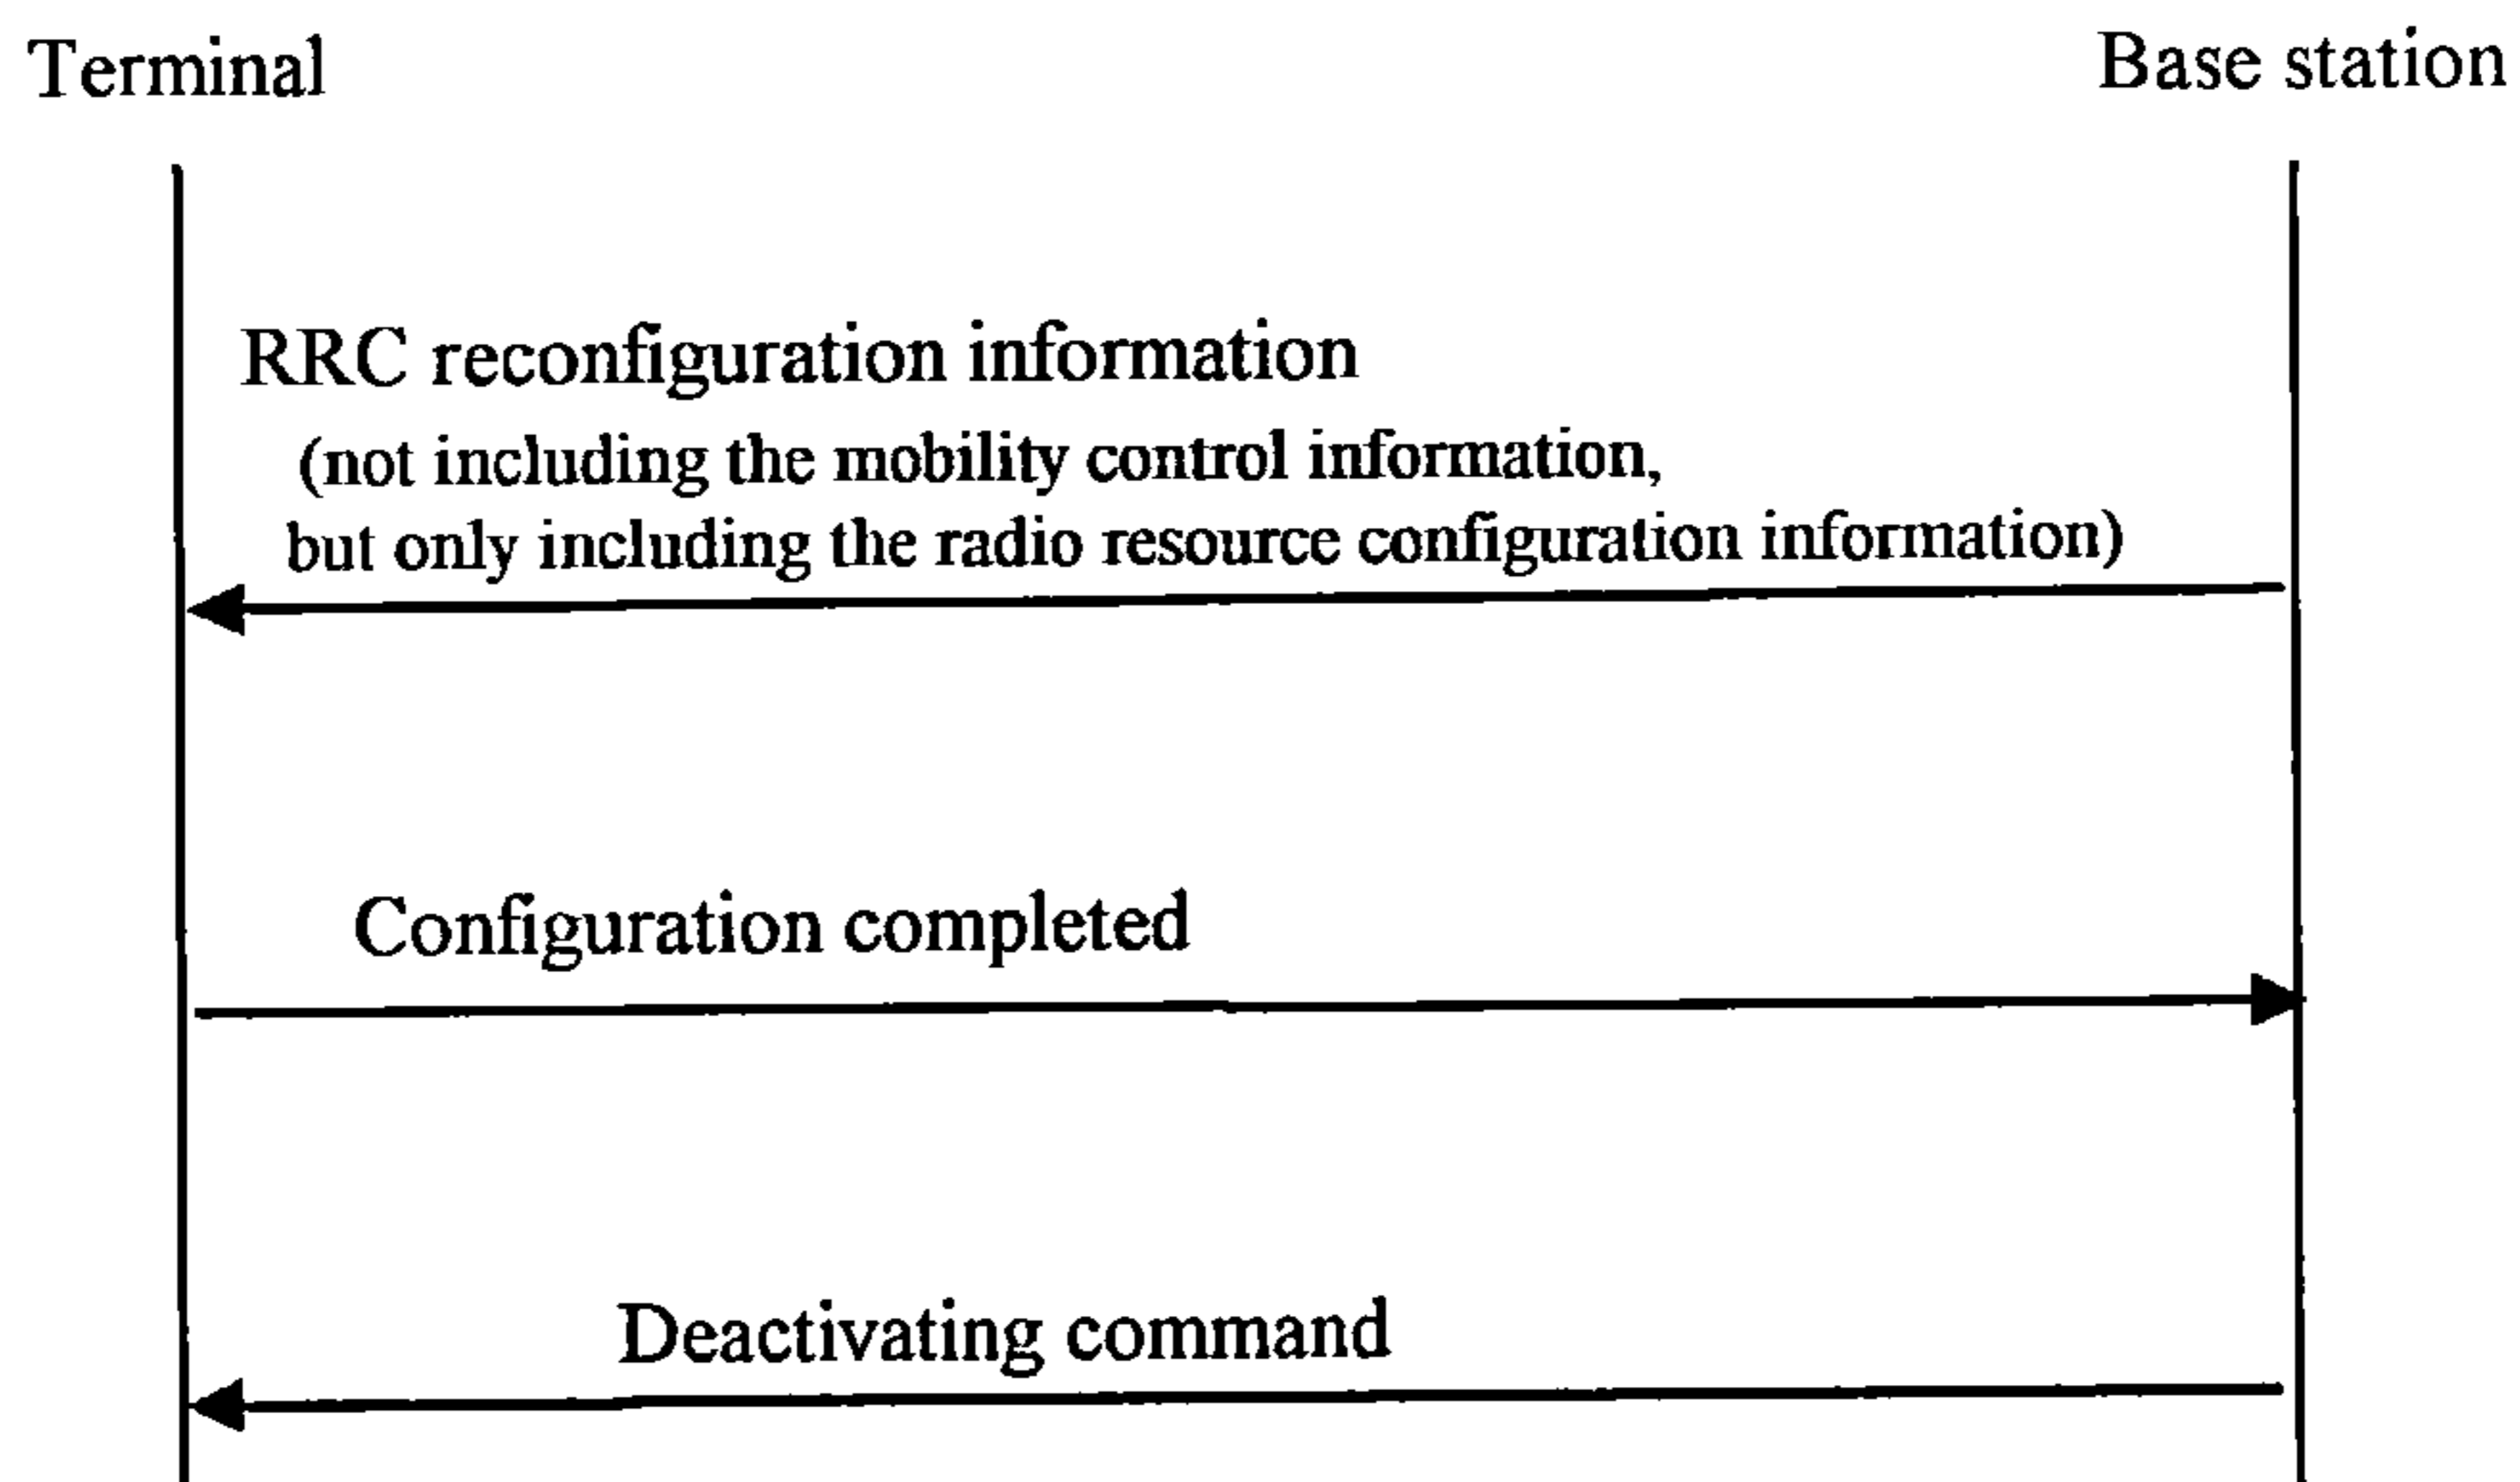 Terminal
Base station
RRC reconfiguration information
(not including the mobility control information,
but only including the radio resource configuration information)
Configuration completed
Deactivating command